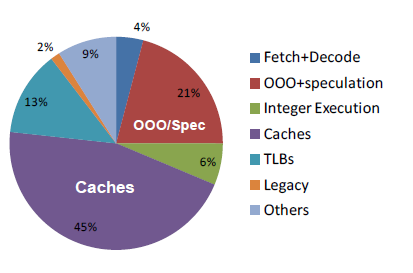 4%
2%
9%
21%
13%
OOO/Spec
6%
Caches
45%
Fetch+Decode
OOO+speculation
Integer Execution
Caches
TLBs
Legacy
Others